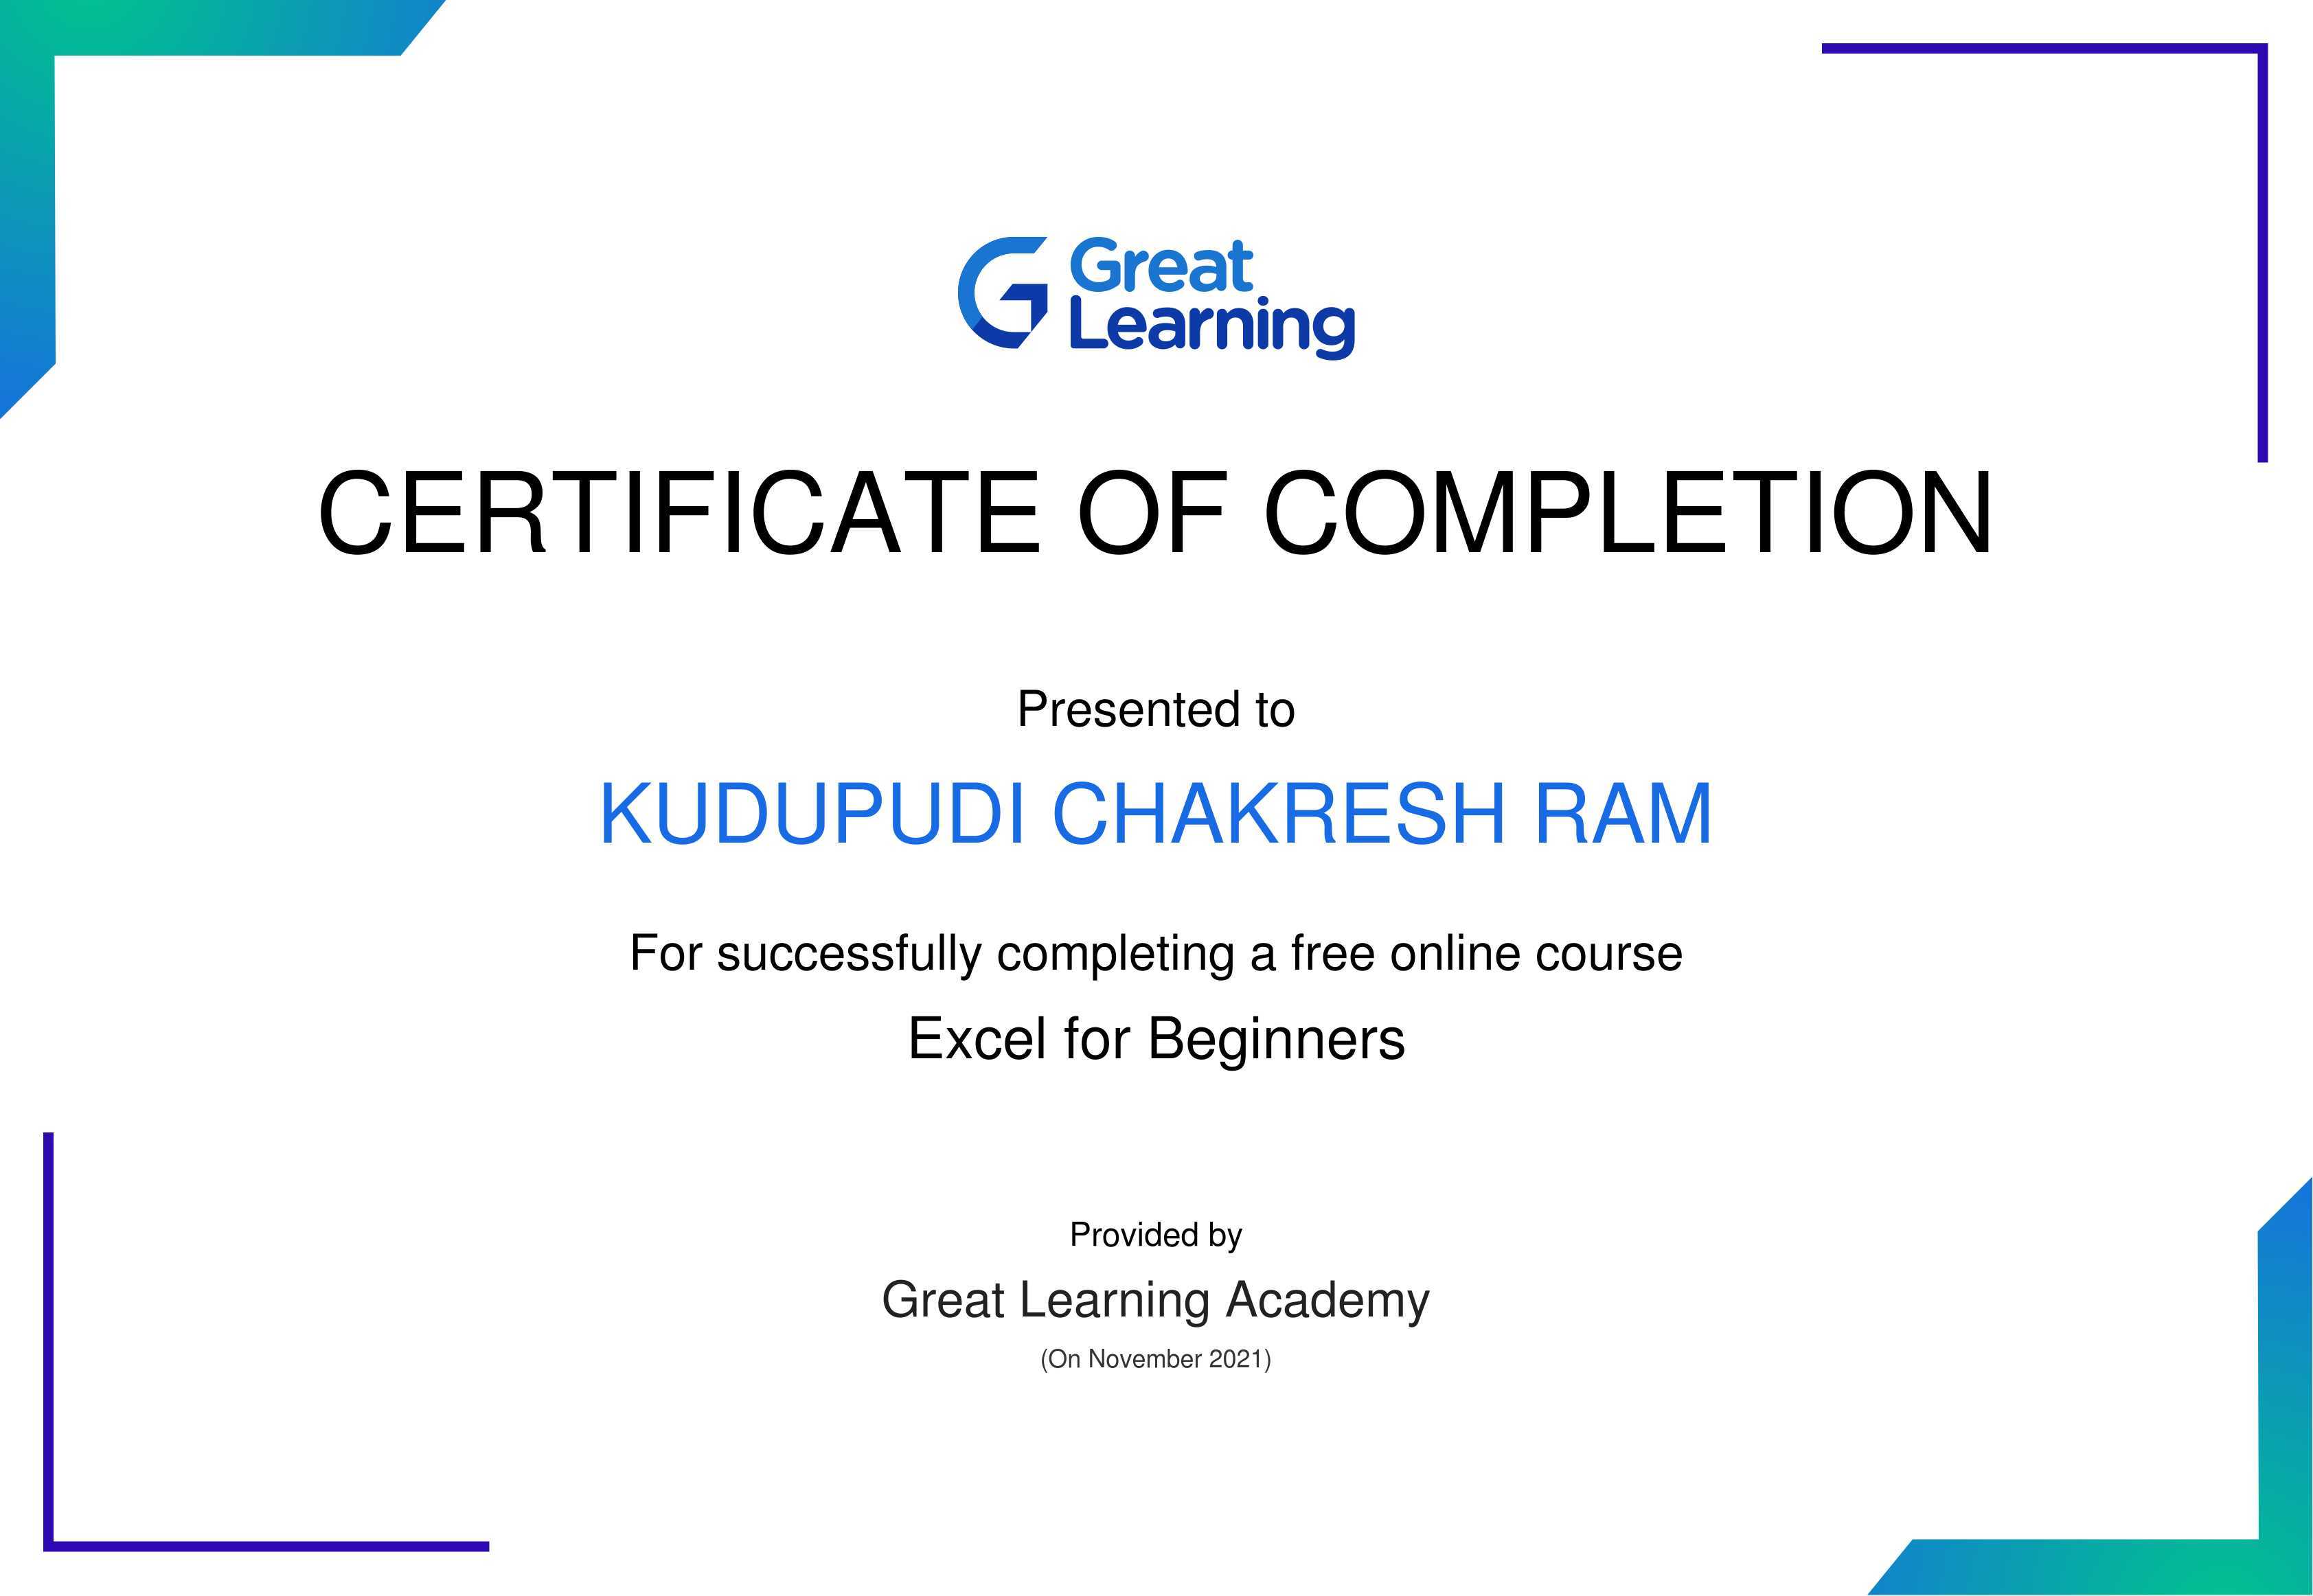 Great
Learning
CERTIFICATE OF COMPLETION
Presented to
KUDUPUDI CHAKRESH RAM
For successfully completing a free online course
Excel for Beginners
Provided by
Great Learning Academy
(On November 2021)